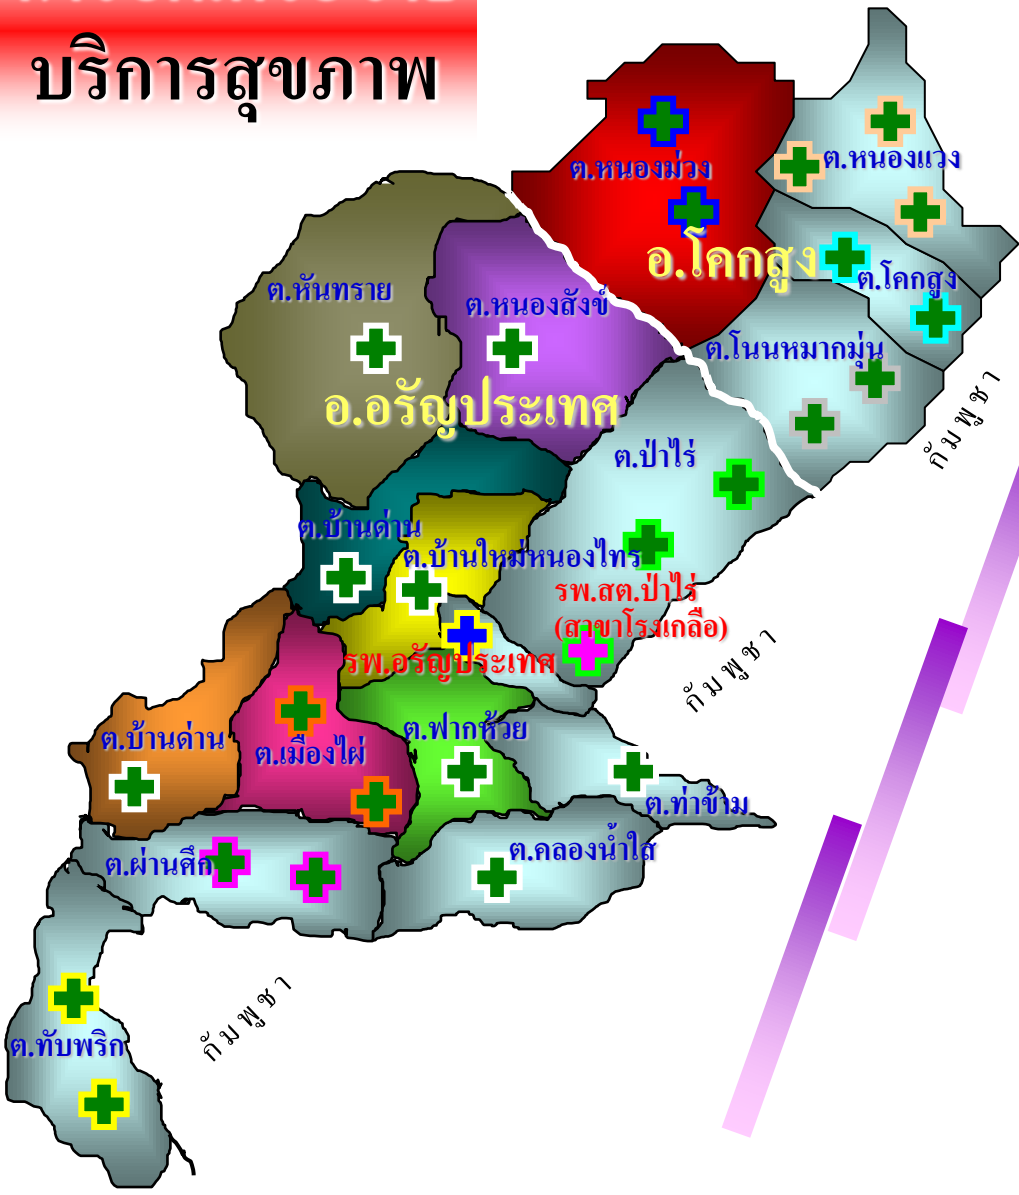 บริการสุขภาพ
ต.หนองม่วง
ต.หนองแวง
อ.โคกสูง
ต.โคกสูง
ต.หันทราย
ต.หนองสังข์
ต.โนนหมากมุ่น
อ.อรัญประเทศ
กัมพูชา
ต.ป่าไร่
ต.บ้านด่าน
ต.บ้านใหม่หนองไทร
รพ.สต.ป่าไร่
(สาขาโรงเกลือ)
รพ.อรัญประเทศ
กัมพูชา
ต.บ้านด่าน
ต.เมืองไผ่
ต.ฟากห้วย
ต.ท่าข้าม
ต.ผ่านศึก
ต.คลองน้ำใส
กัมพูชา
ต.ทับพริก